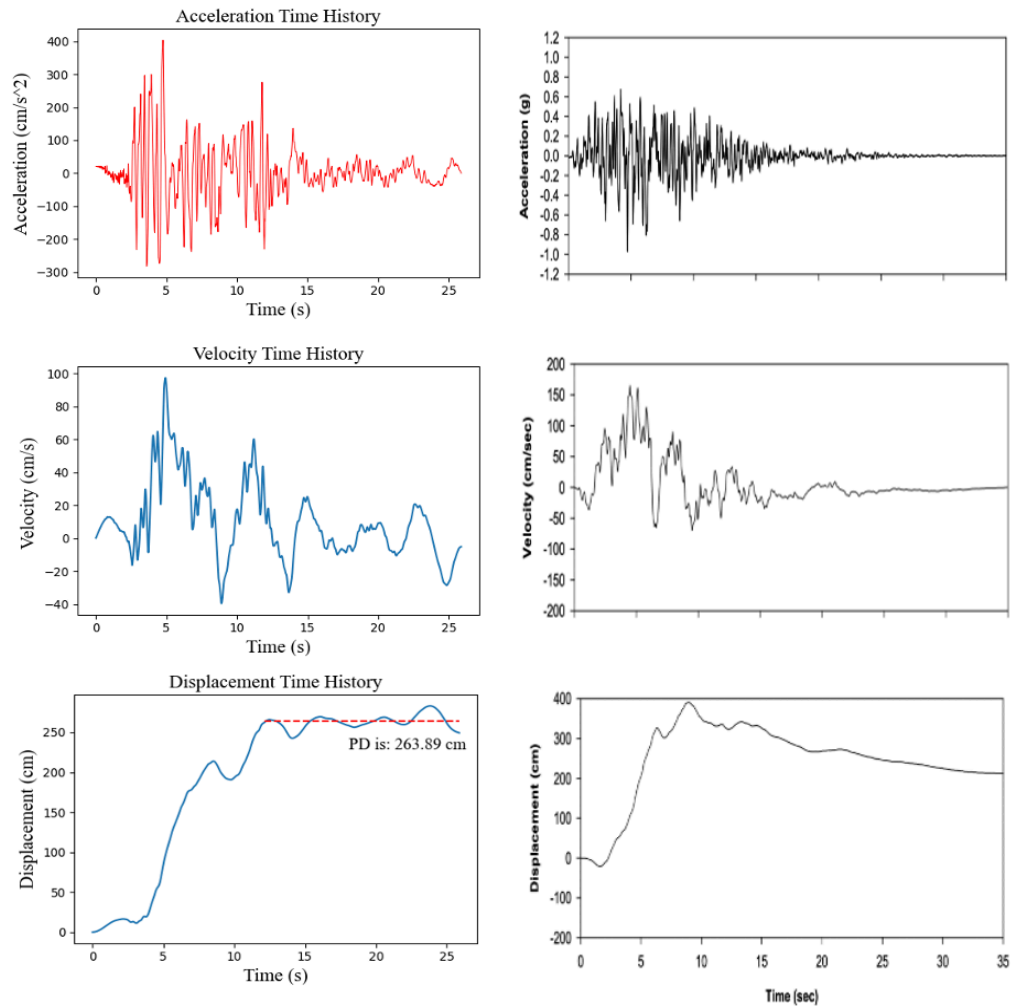 Acceleration Time History
Acceleration (cm/s^2)
400
300
200
100
0
−100
−200
−300
0 5 10 15 20 25
Time (s)
Acceleration (g)
1.2
1.0
0.8
0.6
0.4
0.2
0.0
-0.2
-0.4
-0.6
-0.8
-1.0
-1.2
Velocity Time History
Velocity (cm/s)
100
80
60
40
20
0
−20
−40
0 5 10 15 20 25
Time (s)
Velocity (cm/sec)
200
150
100
50
0
-50
-100
-150
-200
Displacement Time History
Displacement (cm)
250
200
150
100
50
0
PD is: 263.89 cm
0 5 10 15 20 25
Time (s)
Displacement (cm)
400
300
200
100
0
-100
-200
0 5 10 15 20 25 30 35
Time (sec)